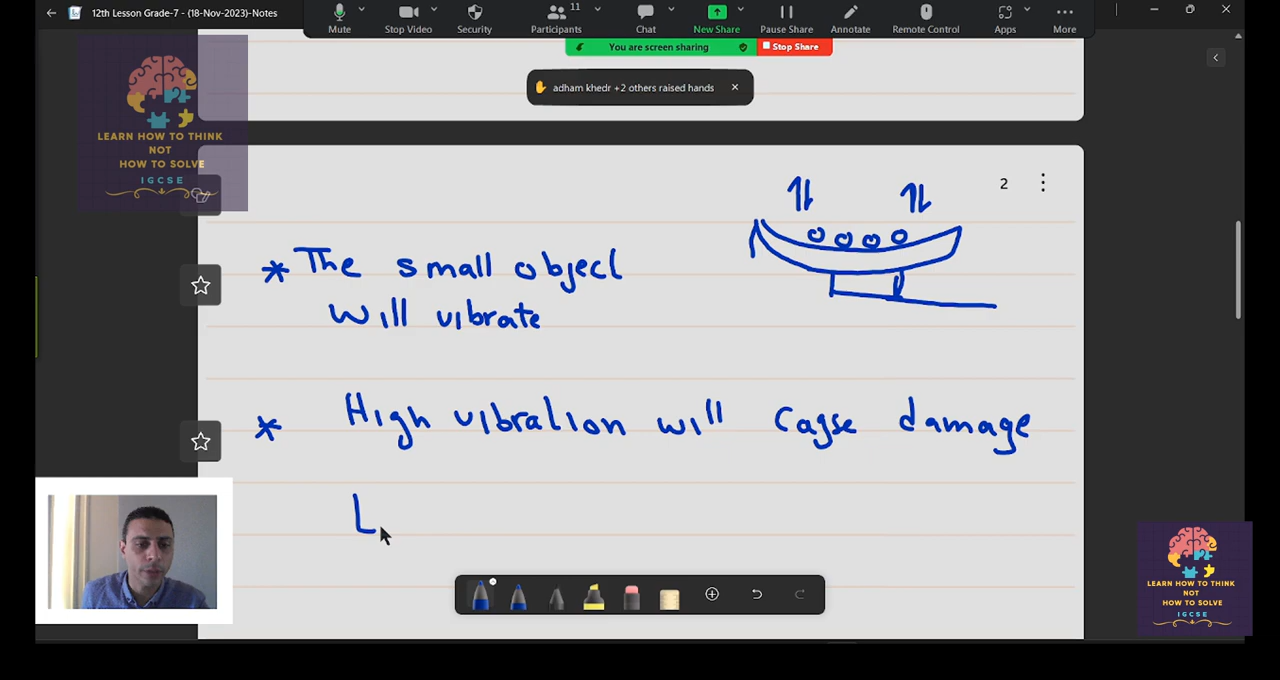 12th Lesson Grade-7 - (18-Nov-2023)-Notes
Mute
Stop Video
Security
Participants
11
Chat
New Share
Pause Share
Annotate
Remote Control
Apps
More
You are screen sharing
Stop Share
adham khedr +2 others raised hands
LEARN HOW TO THINK
NOT
HOW TO SOLVE
IGCSE
2
* The small object
will vibrate
* High vibration will cause damage
L
LEARN HOW TO THINK
NOT
HOW TO SOLVE
IGCSE